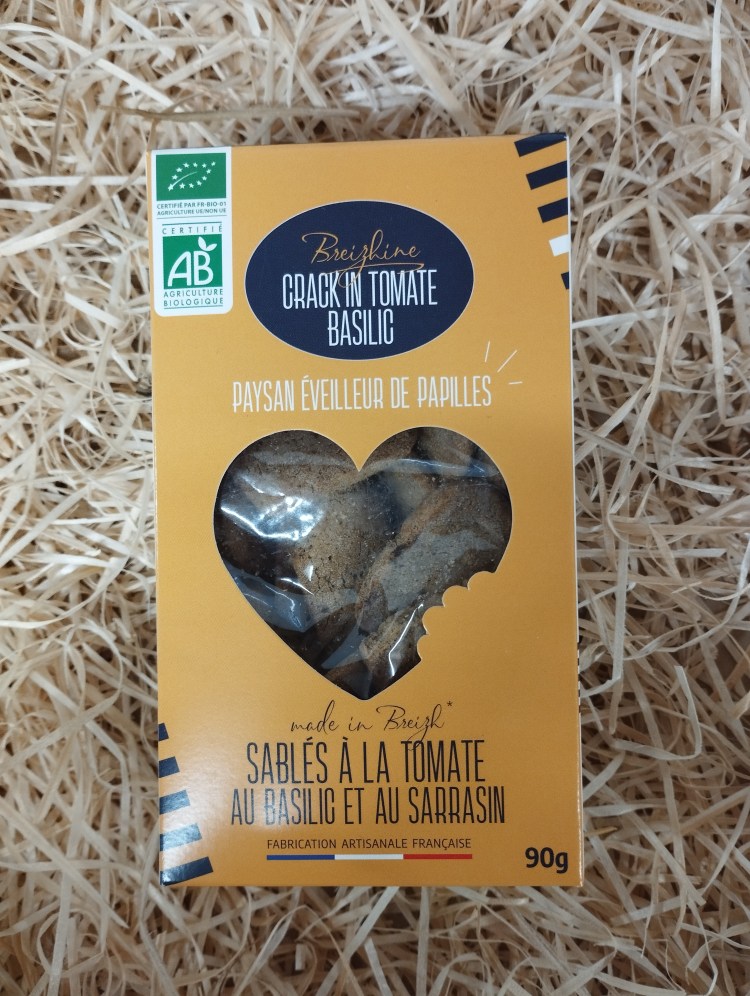 CERTIFIÉ PAR FR-BIO-01
AGRICULTURE UE/NON UE
CERTIFIÉ
AB
AGRICULTURE
BIOLOGIQUE
Breizhine
CRACK IN TOMATE
BASILIC
PAYSAN ÉVEILLEUR DE PAPILLES
made in Breizh*
SABLÉS À LA TOMATE
AU BASILIC ET AU SARRASIN
FABRICATION ARTISANALE FRANÇAISE
90g